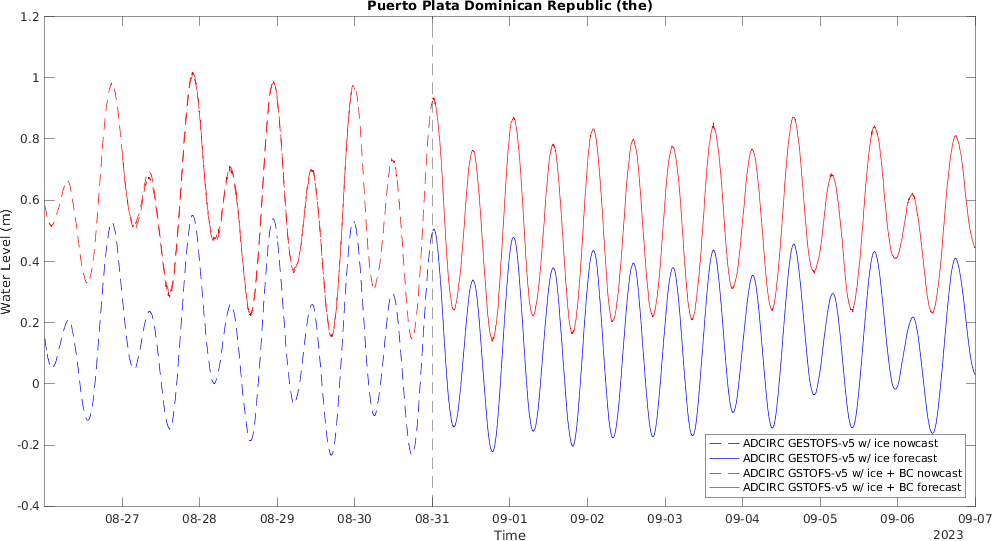 Puerto Plata Dominican Republic (the)
1.2
1
0.8
0.6
0.4
0.2
0
-0.2
-0.4
Water Level (m)
ADCIRC GESTOFS-v5 w/ ice nowcast
ADCIRC GESTOFS-v5 w/ ice forecast
ADCIRC GSTOFS-v5 w/ ice + BC nowcast
ADCIRC GSTOFS-v5 w/ ice + BC forecast
08-27 08-28 08-29 08-30 08-31 09-01 09-02 09-03 09-04 09-05 09-06 09-07
Time
2023